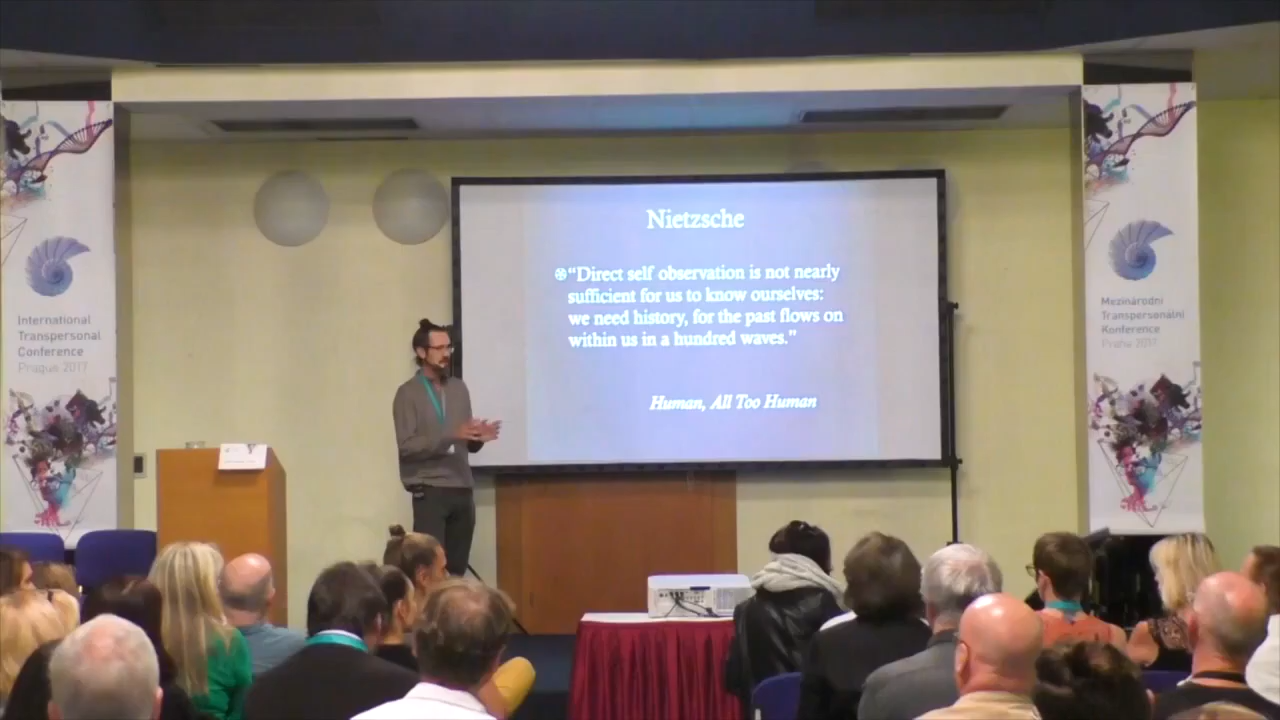 Nietzsche
“Direct self observation is not nearly
sufficient for us to know ourselves:
we need history, for the past flows on
within us in a hundred waves.”
Human, All Too Human
International
Transpersonal
Conference
Prague 2017
Mezinárodní
Transpersonální
Konference
Praha 2017